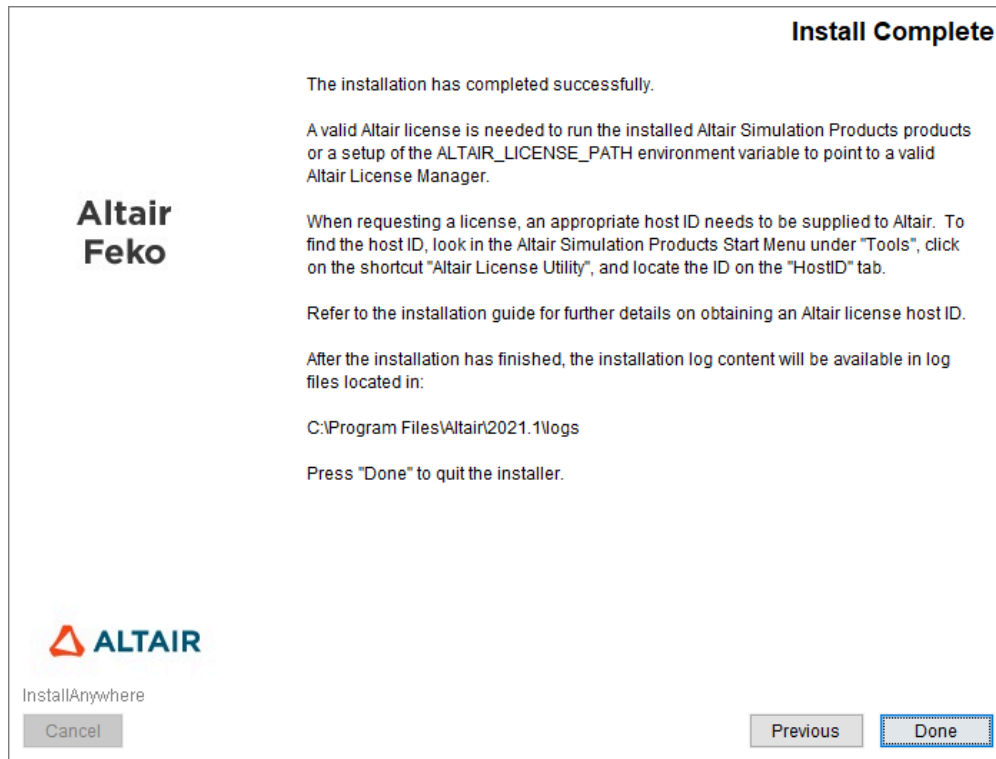 Install Complete
The installation has completed successfully.
A valid Altair license is needed to run the installed Altair Simulation Products products
or a setup of the ALTAIR_LICENSE_PATH environment variable to point to a valid
Altair License Manager.
When requesting a license, an appropriate host ID needs to be supplied to Altair. To
find the host ID, look in the Altair Simulation Products Start Menu under "Tools", click
on the shortcut "Altair License Utility", and locate the ID on the "HostID" tab.
Refer to the installation guide for further details on obtaining an Altair license host ID.
After the installation has finished, the installation log content will be available in log
files located in:
C:\Program Files\Altair\2021.1\logs
Press "Done" to quit the installer.
Altair
Feko
ALTAIR
InstallAnywhere
Cancel
Previous
Done